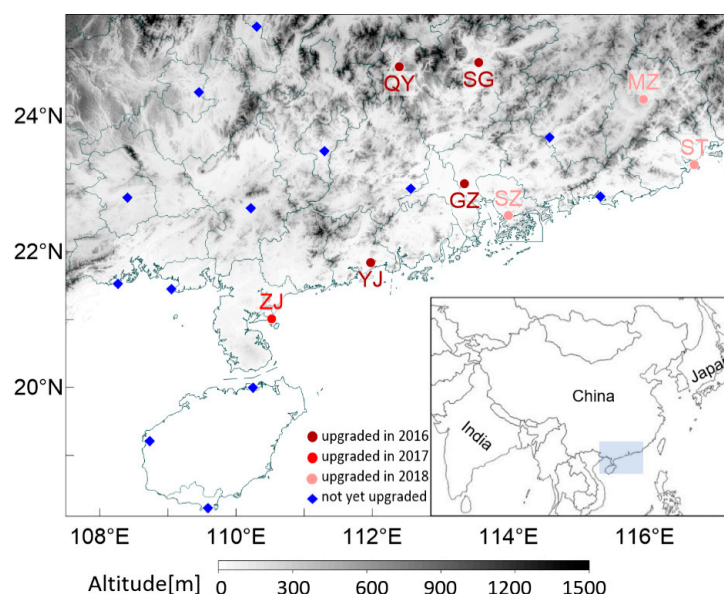 QY
SG
MZ
24°N
ST
GZ
SZ
22°N
YJ
ZJ
20°N
China
Japan
India
upgraded in 2016
upgraded in 2017
upgraded in 2018
not yet upgraded
108°E
110°E
112°E
114°E
116°E
Altitude[m]
0
300
600
900
1200
1500